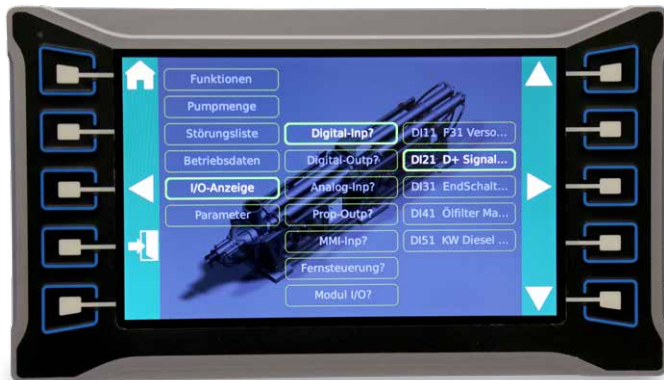 Funktionen
Pumpmenge
Störungsliste
Betriebsdaten
I/O-Anzeige
Parameter
Digital-Inp?
Digital-Outp?
Analog-Inp?
Prop-Outp?
MMI-Inp?
Fernsteuerung?
Modul I/O?
DI11 F31 Verso...
DI21 D+ Signal...
DI31 EndSchalt...
DI41 Ölfilter Ma...
DI51 KW Diesel ...